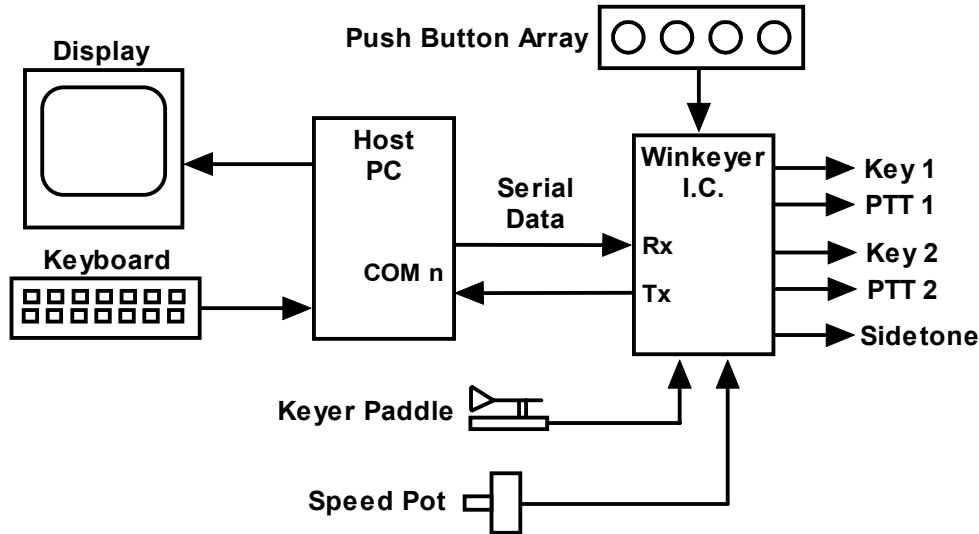 Push Button Array
Display
Host
PC
Winkeyer
I.C.
Key 1
PTT 1
Serial
Data
Rx
Key 2
Keyboard
COM n
Tx
PTT 2
Sidetone
Keyer Paddle
Speed Pot